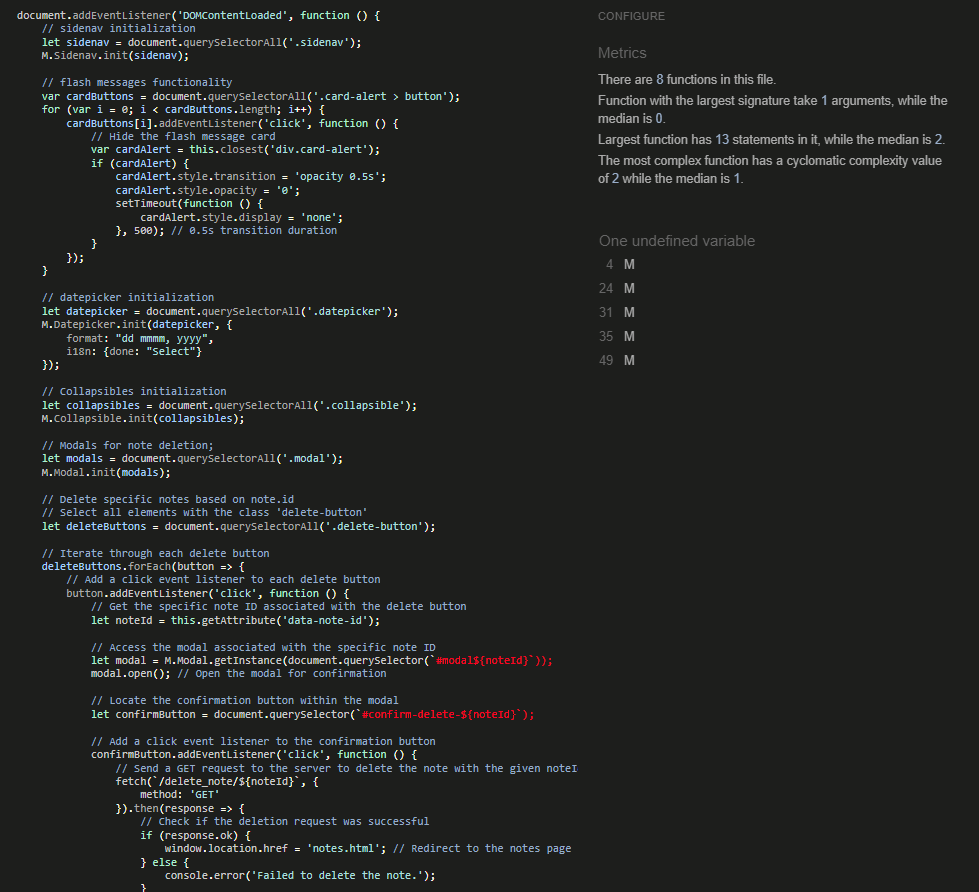 document.addEventListener('DOMContentLoaded', function () {
    // sidenav initialization
    let sidenav = document.querySelectorAll('.sidenav');
    M.Sidenav.init(sidenav);

    // flash messages functionality
    var cardButtons = document.querySelectorAll('.card-alert > button');
    for (var i = 0; i < cardButtons.length; i++) {
        cardButtons[i].addEventListener('click', function () {
            // Hide the flash message card
            var cardAlert = this.closest('div.card-alert');
            if (cardAlert) {
                cardAlert.style.transition = 'opacity 0.5s';
                cardAlert.style.opacity = '0';
                setTimeout(function () {
                    cardAlert.style.display = 'none';
                }, 500); // 0.5s transition duration
            }
        });
    }

    // datepicker initialization
    let datepicker = document.querySelectorAll('.datepicker');
    M.Datepicker.init(datepicker, {
        format: "dd mmmm, yyyy",
        i18n: {done: "Select"}
    });

    // Collapsibles initialization
    let collapsibles = document.querySelectorAll('.collapsible');
    M.Collapsible.init(collapsibles);

    // Modals for note deletion;
    let modals = document.querySelectorAll('.modal');
    M.Modal.init(modals);

    // Delete specific notes based on note.id
    // Select all elements with the class 'delete-button'
    let deleteButtons = document.querySelectorAll('.delete-button');

    // Iterate through each delete button
    deleteButtons.forEach(button => {
        // Add a click event listener to each delete button
        button.addEventListener('click', function () {
            // Get the specific note ID associated with the delete button
            let noteId = this.getAttribute('data-note-id');

            // Access the modal associated with the specific note ID
            let modal = M.Modal.getInstance(document.querySelector(`#modal${noteId}`));
            modal.open(); // Open the modal for confirmation

            // Locate the confirmation button within the modal
            let confirmButton = document.querySelector(`#confirm-delete-${noteId}`);

            // Add a click event listener to the confirmation button
            confirmButton.addEventListener('click', function () {
                // Send a GET request to the server to delete the note with the given noteI
                fetch(`/delete_note/${noteId}`, {
                    method: 'GET'
                }).then(response => {
                    // Check if the deletion request was successful
                    if (response.ok) {
                        window.location.href = 'notes.html'; // Redirect to the notes page
                    } else {
                        console.error('Failed to delete the note.');
                    }
CONFIGURE
Metrics
There are 8 functions in this file.
Function with the largest signature take 1 arguments, while the
median is 0.
Largest function has 13 statements in it, while the median is 2.
The most complex function has a cyclomatic complexity value
of 2 while the median is 1.
One undefined variable
4 M
24 M
31 M
35 M
49 M